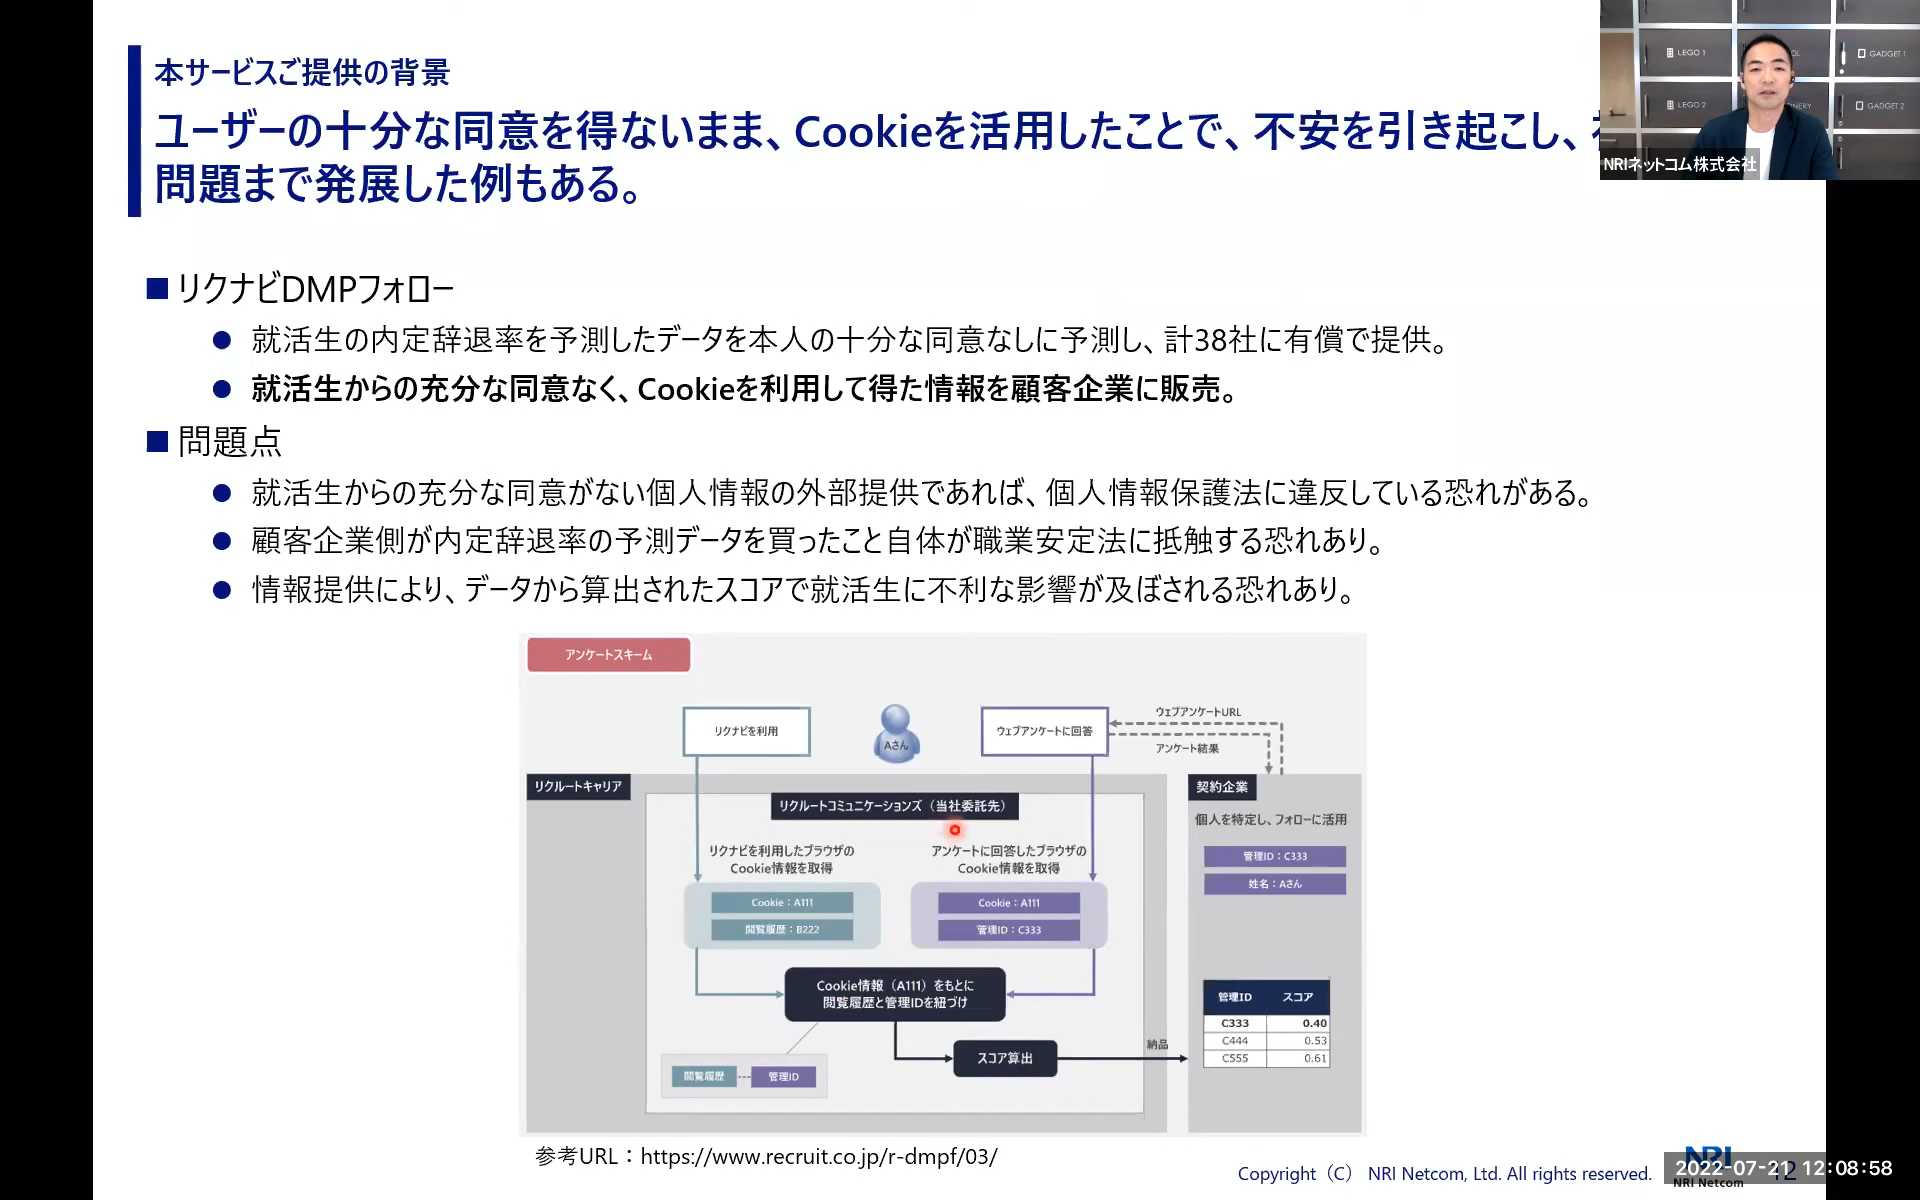 本サービスご提供の背景
ユーザーの十分な同意を得ないまま、Cookieを活用したことで、不安を引き起こし、
問題まで発展した例もある。
LEGO 1
GADGET 1
LEGO 2
GADGET 2
NRIネットコム株式会社
リクナビDMPフォロー
就活生の内定辞退率を予測したデータを本人の十分な同意なしに予測し、計38社に有償で提供。
就活生からの充分な同意なく、Cookieを利用して得た情報を顧客企業に販売。
問題点
就活生からの充分な同意がない個人情報の外部提供であれば、個人情報保護法に違反している恐れがある。
顧客企業側が内定辞退率の予測データを買ったこと自体が職業安定法に抵触する恐れあり。
情報提供により、データから算出されたスコアで就活生に不利な影響が及ぼされる恐れあり。
アンケートスキーム
リクナビを利用
Aさん
ウェブアンケートに回答
ウェブアンケートURL
アンケート結果
リクルートキャリア
リクルートコミュニケーションズ（当社委託先）
契約企業
個人を特定し、フォローに活用
管理ID：C333
姓名：Aさん
リクナビを利用したブラウザの
Cookie情報を取得
アンケートに回答したブラウザの
Cookie情報を取得
Cookie：A111
閲覧履歴：B222
Cookie：A111
管理ID：C333
Cookie情報（A111）をもとに
閲覧履歴と管理IDを紐づけ
スコア算出
納品
閲覧履歴
管理ID
管理ID スコア
C333 0.40
C444 0.53
C555 0.61
参考URL：https://www.recruit.co.jp/r-dmpf/03/
Copyright（C） NRI Netcom, Ltd. All rights reserved.
NRI
NRI Netcom
12
2022-07-21 12:08:58